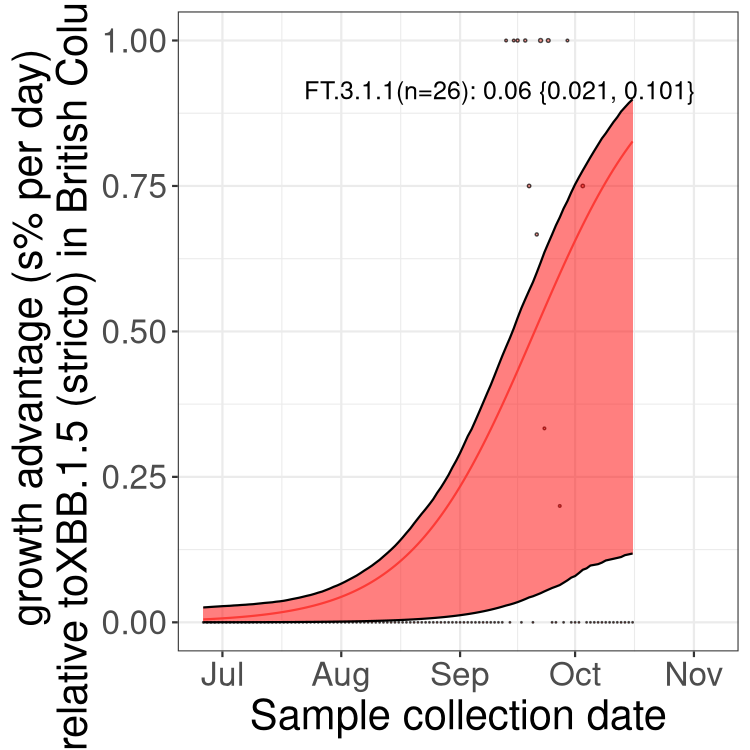 growth advantage (s% per day)
relative toXBB.1.5 (stricto) in British Colu
1.00
0.75
0.50
0.25
0.00
FT.3.1.1(n=26): 0.06 {0.021, 0.101}
Jul Aug Sep Oct Nov
Sample collection date